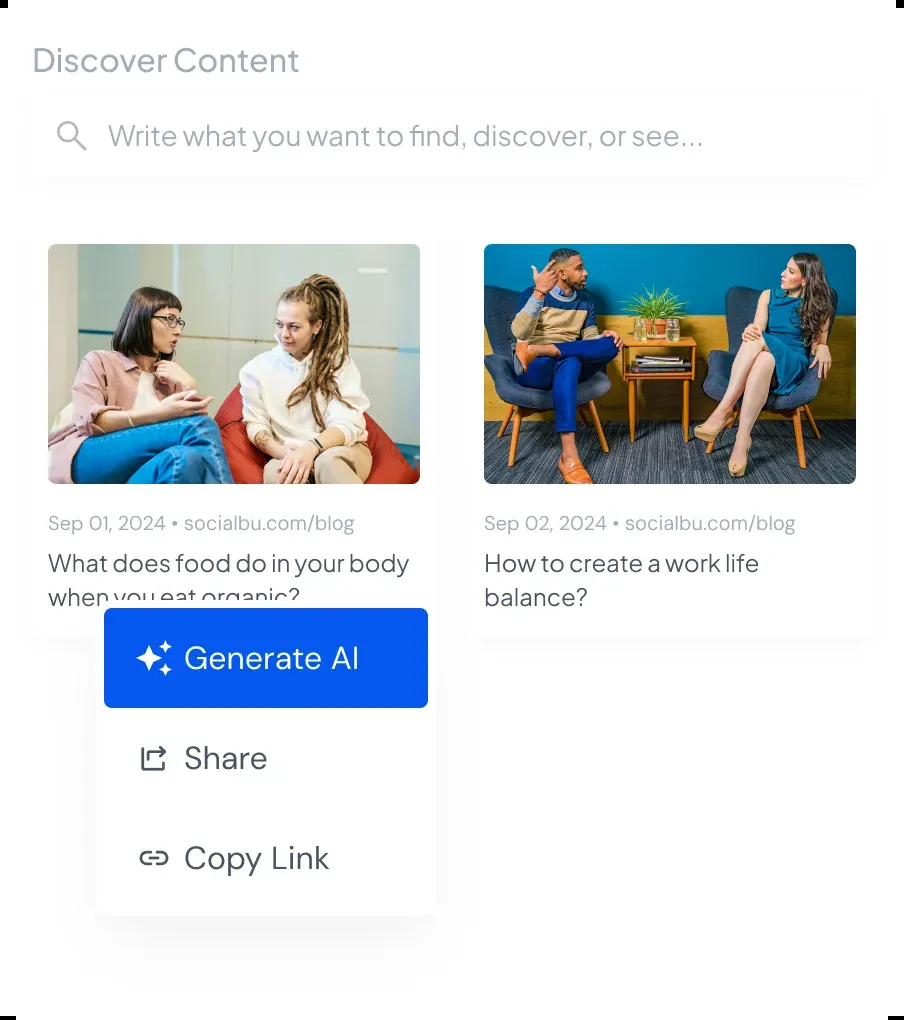 Discover Content
Write what you want to find, discover, or see...
Sep 01, 2024 • socialbu.com/blog
What does food do in your body
when you eat organic?
Sep 02, 2024 • socialbu.com/blog
How to create a work life
balance?
Generate AI
Share
Copy Link